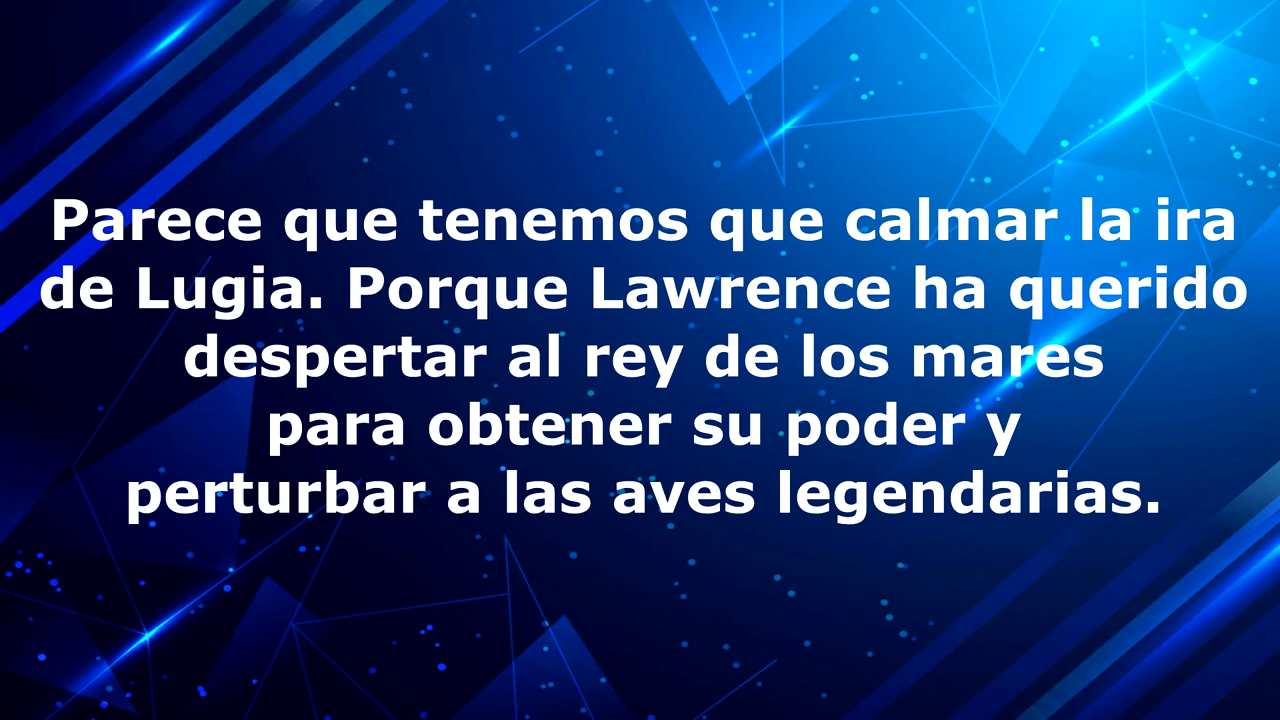 Parece que tenemos que calmar la ira
de Lugia. Porque Lawrence ha querido
despertar al rey de los mares
para obtener su poder y
perturbar a las aves legendarias.